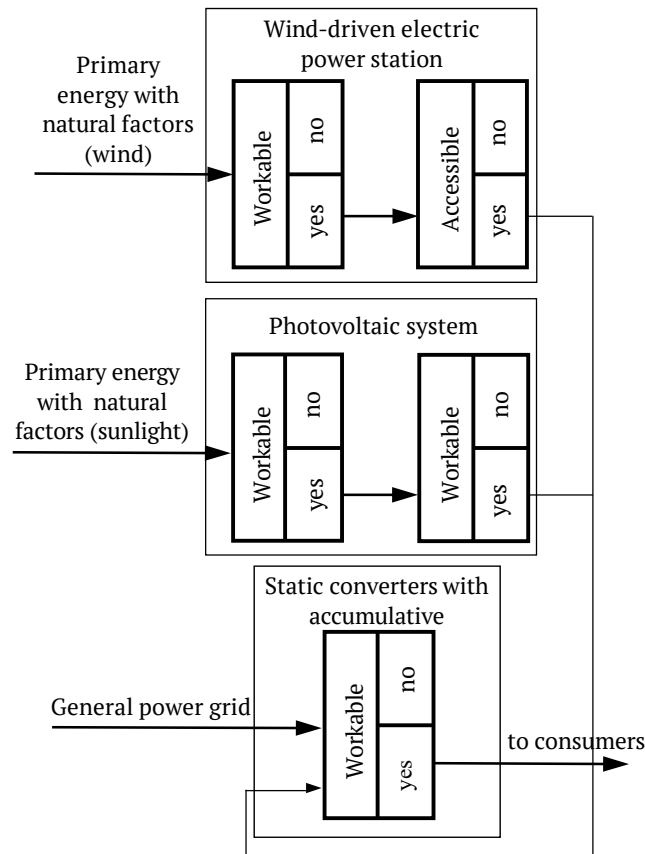 Wind-driven electric
power station
Primary
energy with
natural factors
(wind)
Workable
no
yes
Accessible
no
yes
Photovoltaic system
Primary energy
with natural
factors (sunlight)
Workable
no
yes
Workable
no
yes
Static converters with
accumulative
General power grid
Workable
no
yes
to consumers